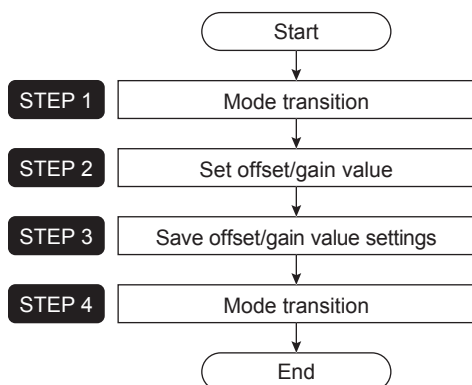 Start
STEP 1 Mode transition
STEP 2 Set offset/gain value
STEP 3 Save offset/gain value settings
STEP 4 Mode transition
End